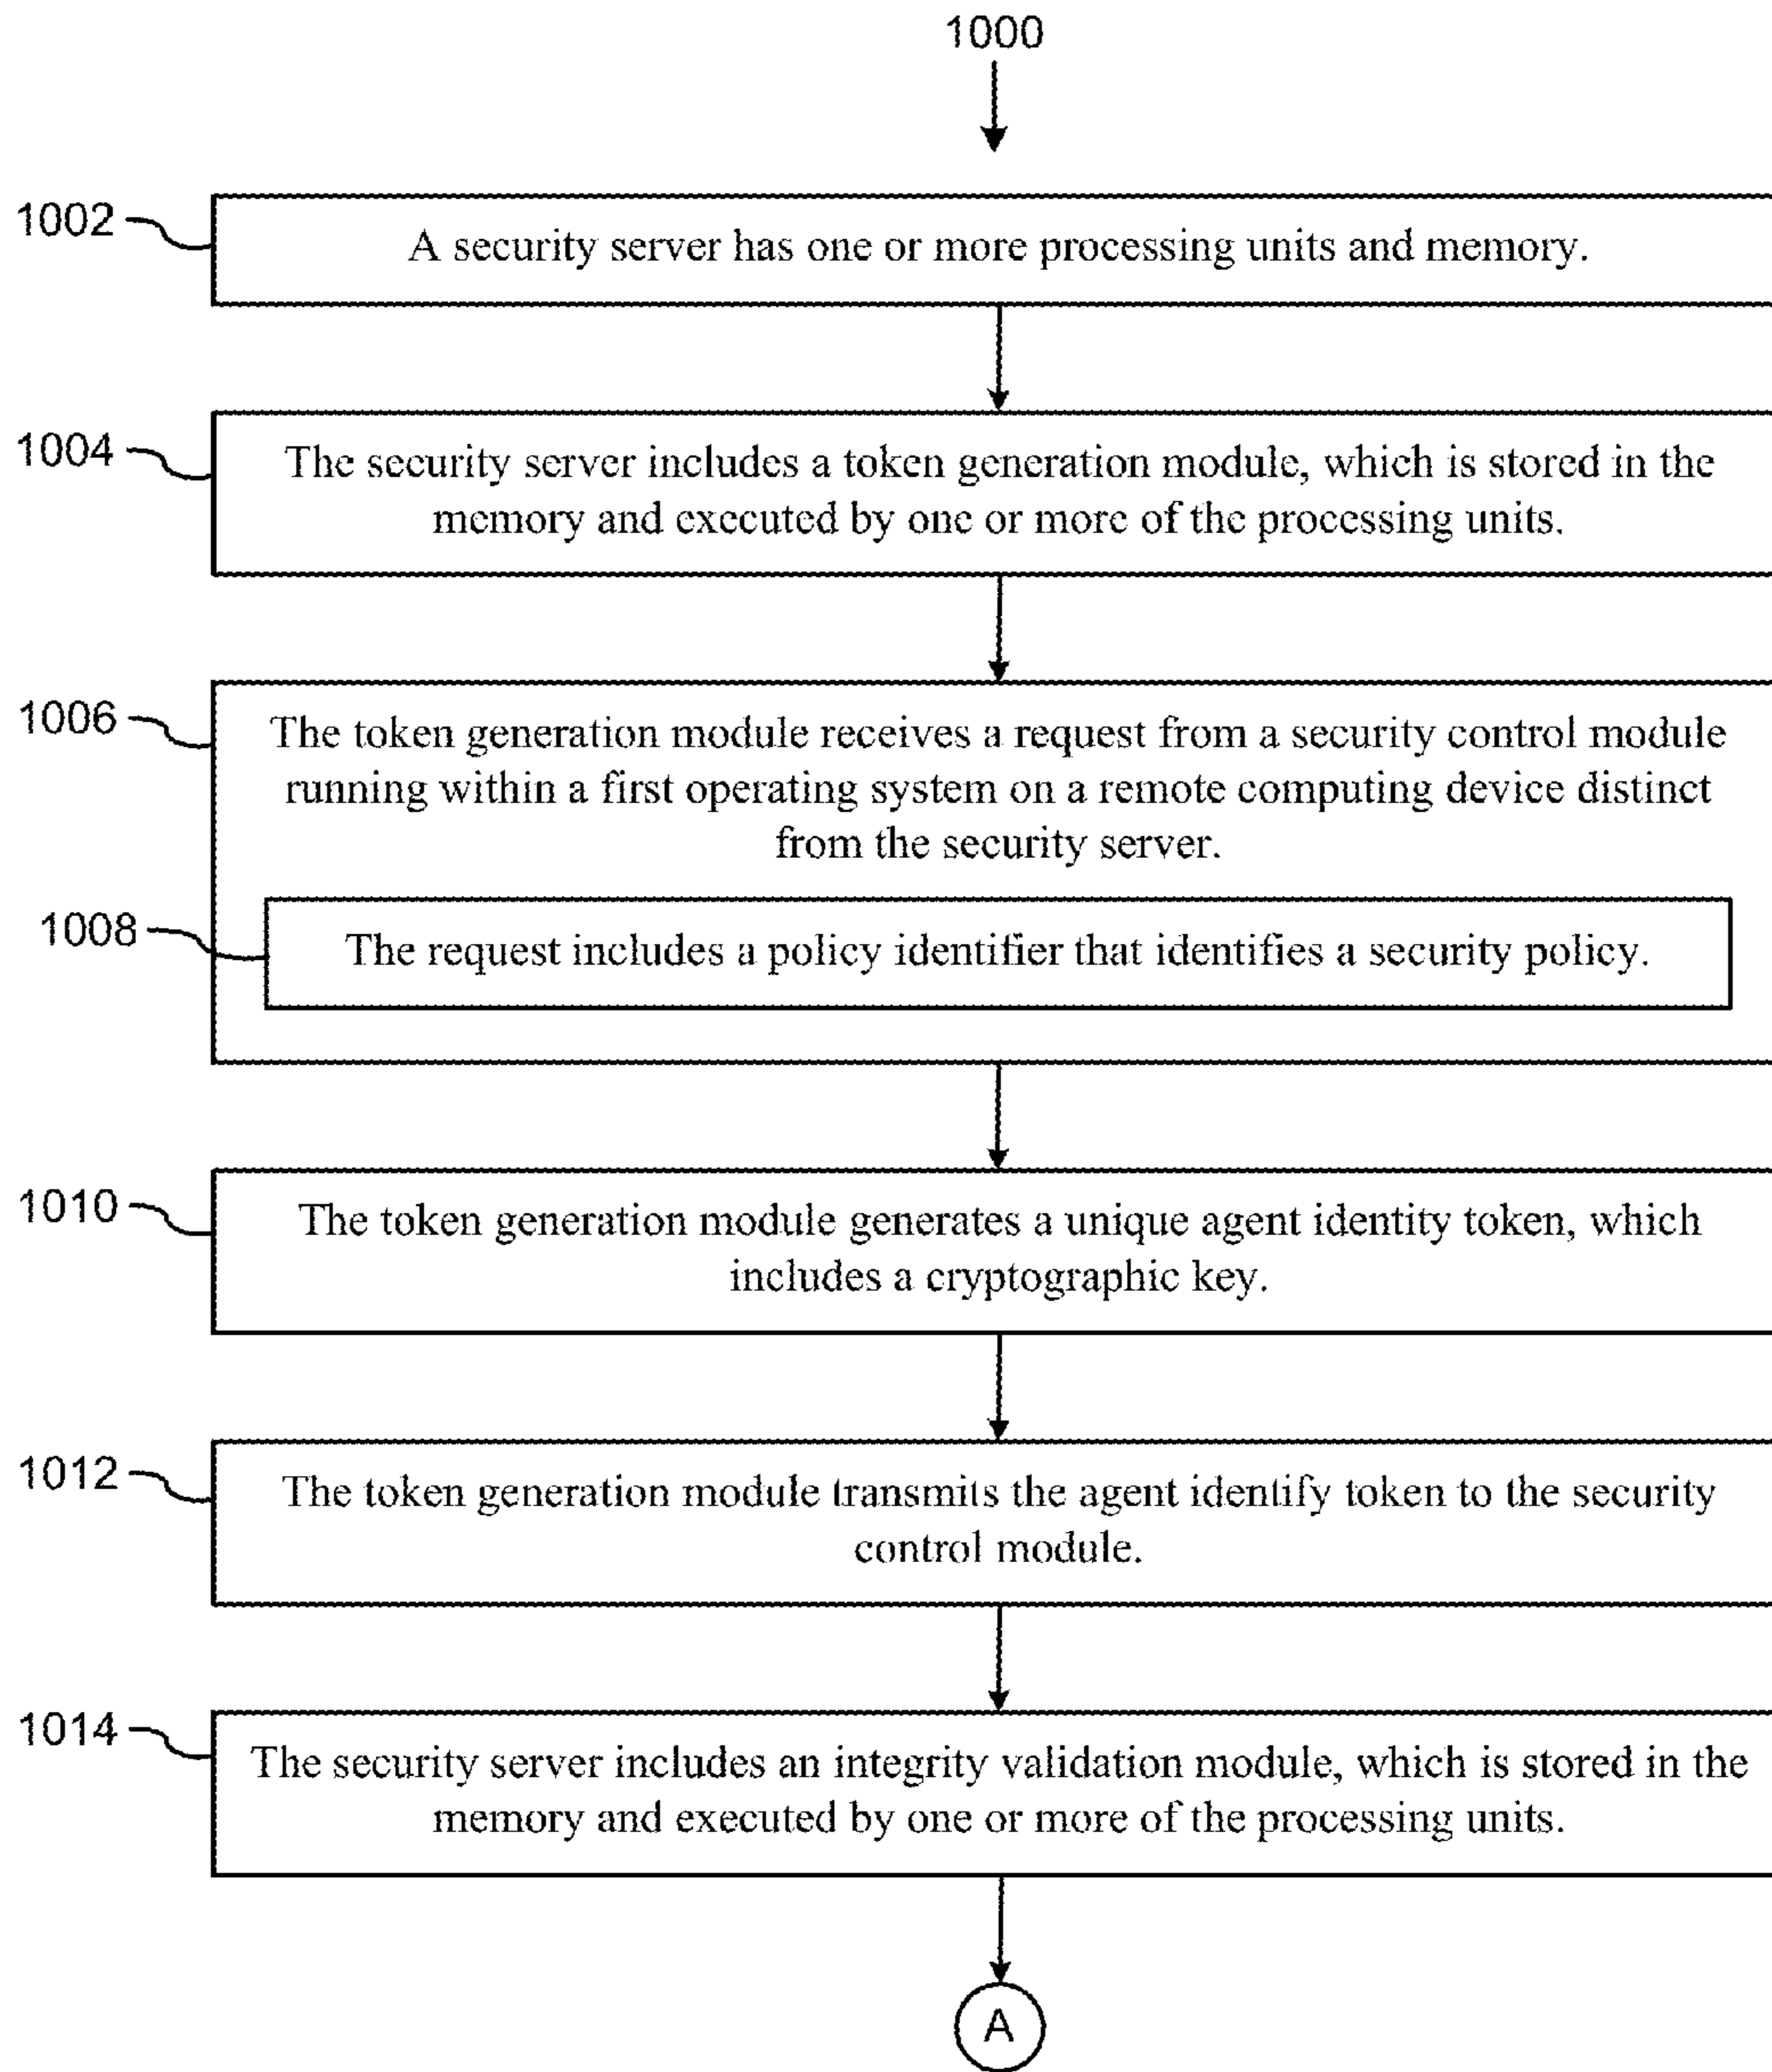 1000
1002
A security server has one or more processing units and memory.
1004
The security server includes a token generation module, which is stored in the
memory and executed by one or more of the processing units.
1006
The token generation module receives a request from a security control module
running within a first operating system on a remote computing device distinct
from the security server.
1008
The request includes a policy identifier that identifies a security policy.
1010
The token generation module generates a unique agent identity token, which
includes a cryptographic key.
1012
The token generation module transmits the agent identify token to the security
control module.
1014
The security server includes an integrity validation module, which is stored in the
memory and executed by one or more of the processing units.
A